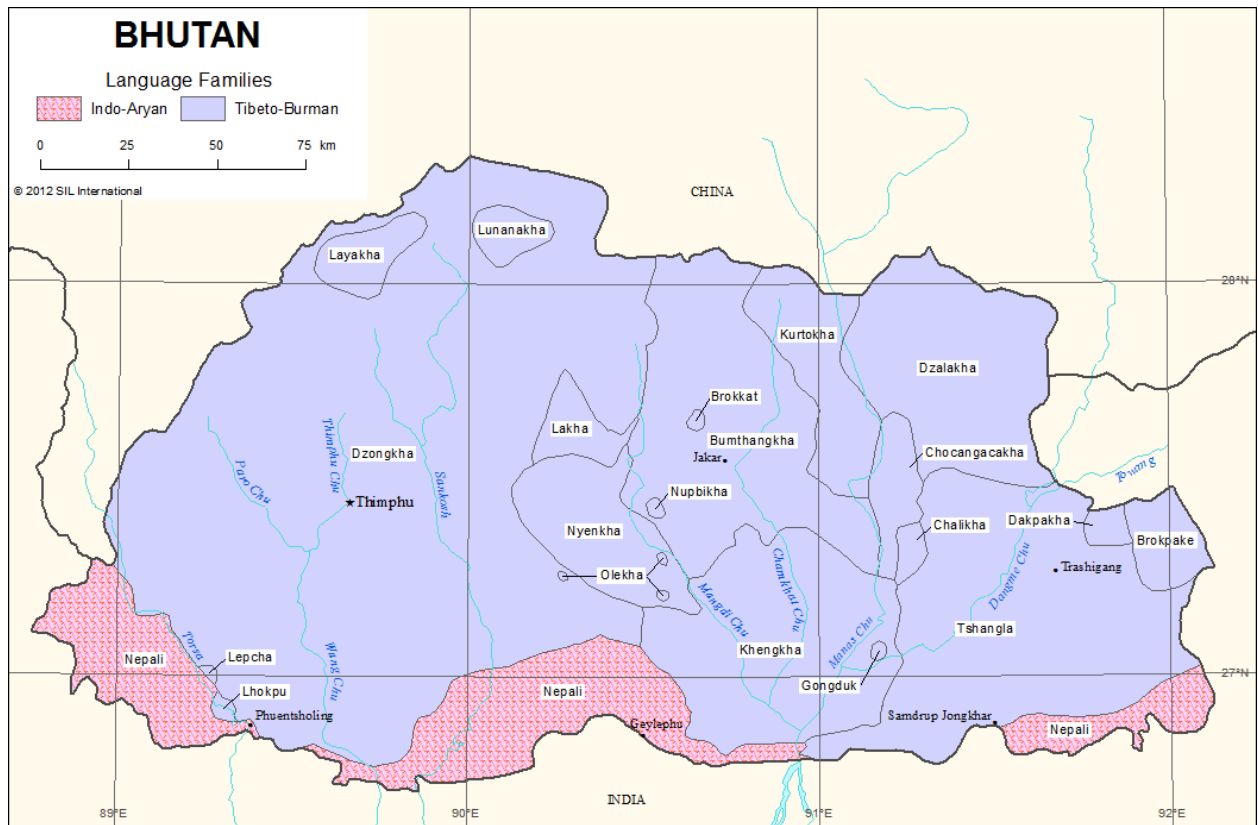 BHUTAN
Language Families
Indo-Aryan
Tibeto-Burman
0 25 50 75 km
© 2012 SIL International
CHINA
Lunanakha
Layakha
28°N
Kurtokha
Dzalakha
Brokkat
Lakha
Bumthangkha
Jakar
Dzongkha
Thimphu Chu
Chocangacakha
Paro Chu
Sankosh
Towang
Thimphu
Nupbikha
Nyenkha
Chalikha
Dakpakha
Brokpake
Olekha
Trashigang
Chamkhar Chu
Mangdi Chu
Dangme Chu
Manas Chu
Tshangla
Torsa
Wang Chu
Nepali
Lepcha
Khengkha
27°N
Gongduk
Lhokpu
Nepali
Phuentsholing
Geylephu
Samdrup Jongkhar
Nepali
INDIA
89°E
90°E
91°E
92°E